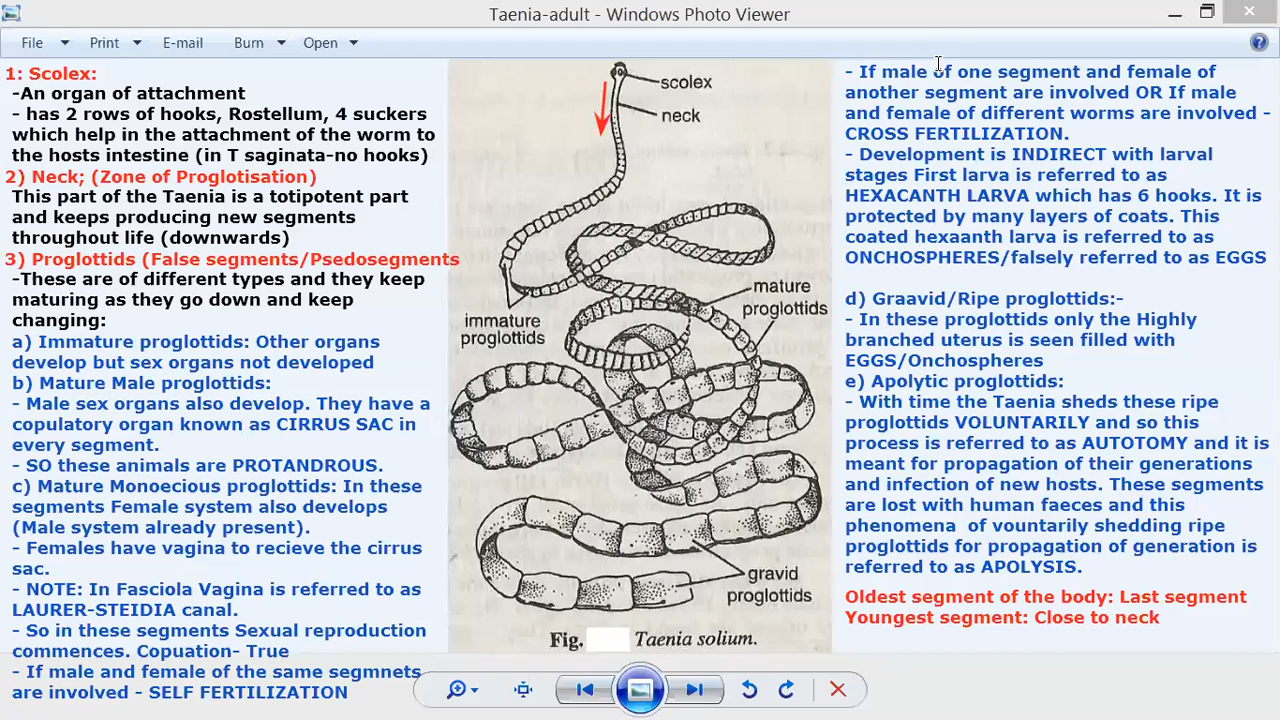 Taenia-adult - Windows Photo Viewer
File Print E-mail Burn Open
1: Scolex:
-An organ of attachment
- has 2 rows of hooks, Rostellum, 4 suckers
which help in the attachment of the worm to
the hosts intestine (in T saginata-no hooks)
2) Neck; (Zone of Proglotisation)
This part of the Taenia is a totipotent part
and keeps producing new segments
throughout life (downwards)
3) Proglottids (False segments/Psedosegments
-These are of different types and they keep
maturing as they go down and keep
changing:
a) Immature proglottids: Other organs
develop but sex organs not developed
b) Mature Male proglottids:
- Male sex organs also develop. They have a
copulatory organ known as CIRRUS SAC in
every segment.
- SO these animals are PROTANDROUS.
c) Mature Monoecious proglottids: In these
segments Female system also develops
(Male system already present).
- Females have vagina to recieve the cirrus
sac.
- NOTE: In Fasciola Vagina is referred to as
LAURER-STEIDIA canal.
- So in these segments Sexual reproduction
commences. Copuation- True
- If male and female of the same segmnets
are involved - SELF FERTILIZATION
scolex
neck
immature
proglottids
mature
proglottids
gravid
proglottids
Fig. Taenia solium.
- If male of one segment and female of
another segment are involved OR If male
and female of different worms are involved -
CROSS FERTILIZATION.
- Development is INDIRECT with larval
stages First larva is referred to as
HEXACANTH LARVA which has 6 hooks. It is
protected by many layers of coats. This
coated hexaanth larva is referred to as
ONCHOSPHERES/falsely referred to as EGGS
d) Graavid/Ripe proglottids:-
- In these proglottids only the Highly
branched uterus is seen filled with
EGGS/Onchospheres
e) Apolytic proglottids:
- With time the Taenia sheds these ripe
proglottids VOLUNTARILY and so this
process is referred to as AUTOTOMY and it is
meant for propagation of their generations
and infection of new hosts. These segments
are lost with human faeces and this
phenomena of vountarily shedding ripe
proglottids for propagation of generation is
referred to as APOLYSIS.
Oldest segment of the body: Last segment
Youngest segment: Close to neck